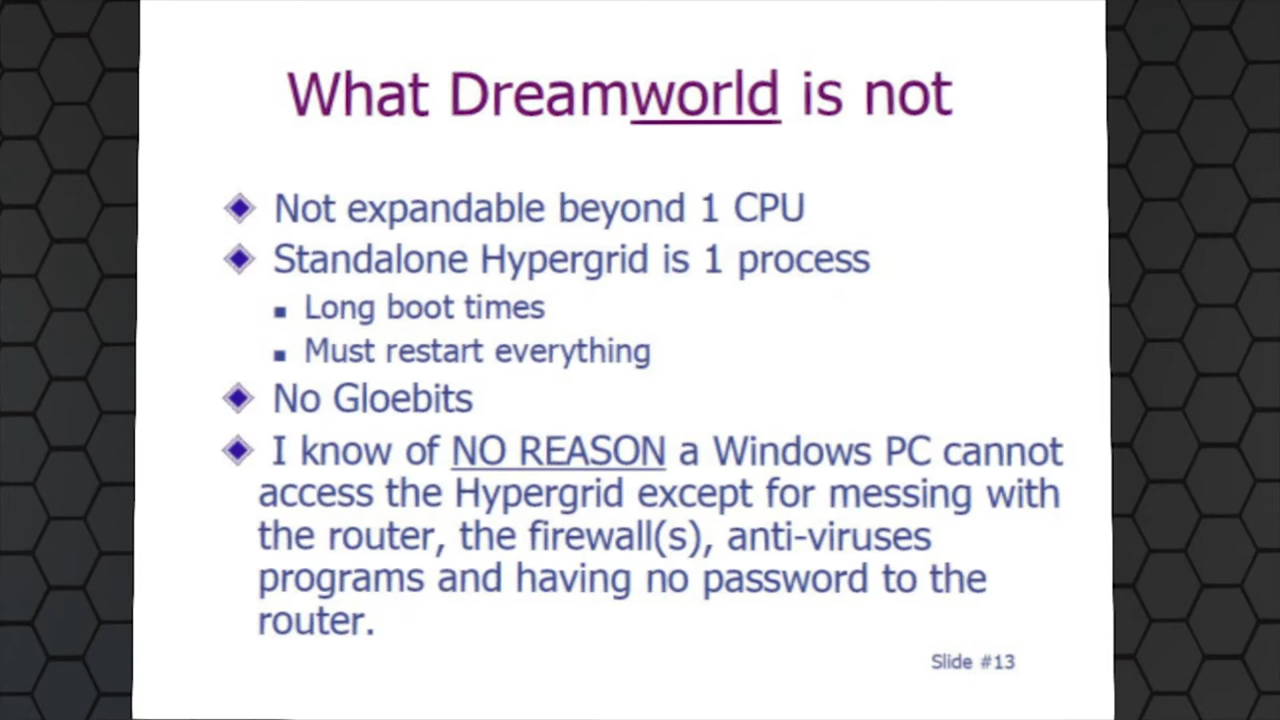 What Dreamworld is not
Not expandable beyond 1 CPU
Standalone Hypergrid is 1 process
Long boot times
Must restart everything
No Gloebits
I know of NO REASON a Windows PC cannot
access the Hypergrid except for messing with
the router, the firewall(s), anti-viruses
programs and having no password to the
router.
Slide #13